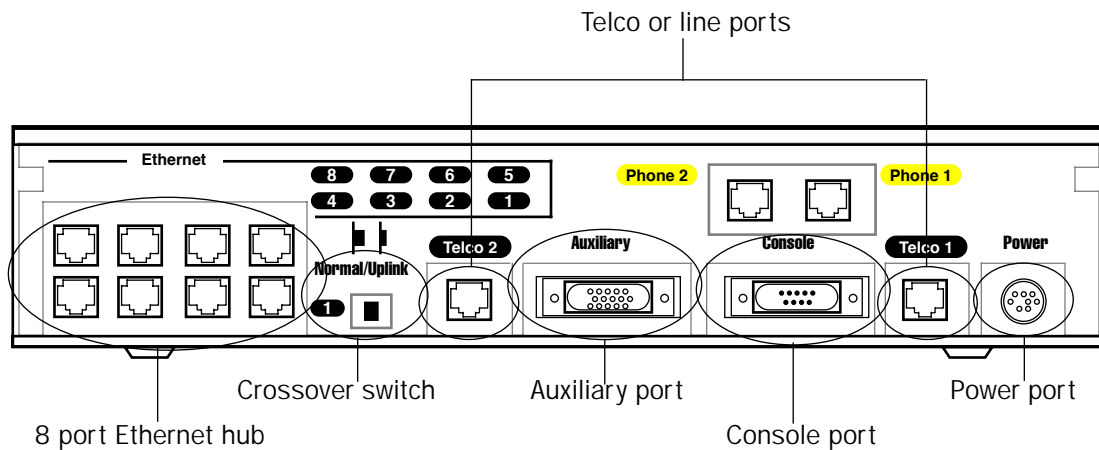 Telco or line ports
Ethernet
8 7 6 5
4 3 2 1
Phone 2
Phone 1
Normal/Uplink
1
Telco 2
Auxiliary
Console
Telco 1
Power
Crossover switch
Auxiliary port
Power port
8 port Ethernet hub
Console port